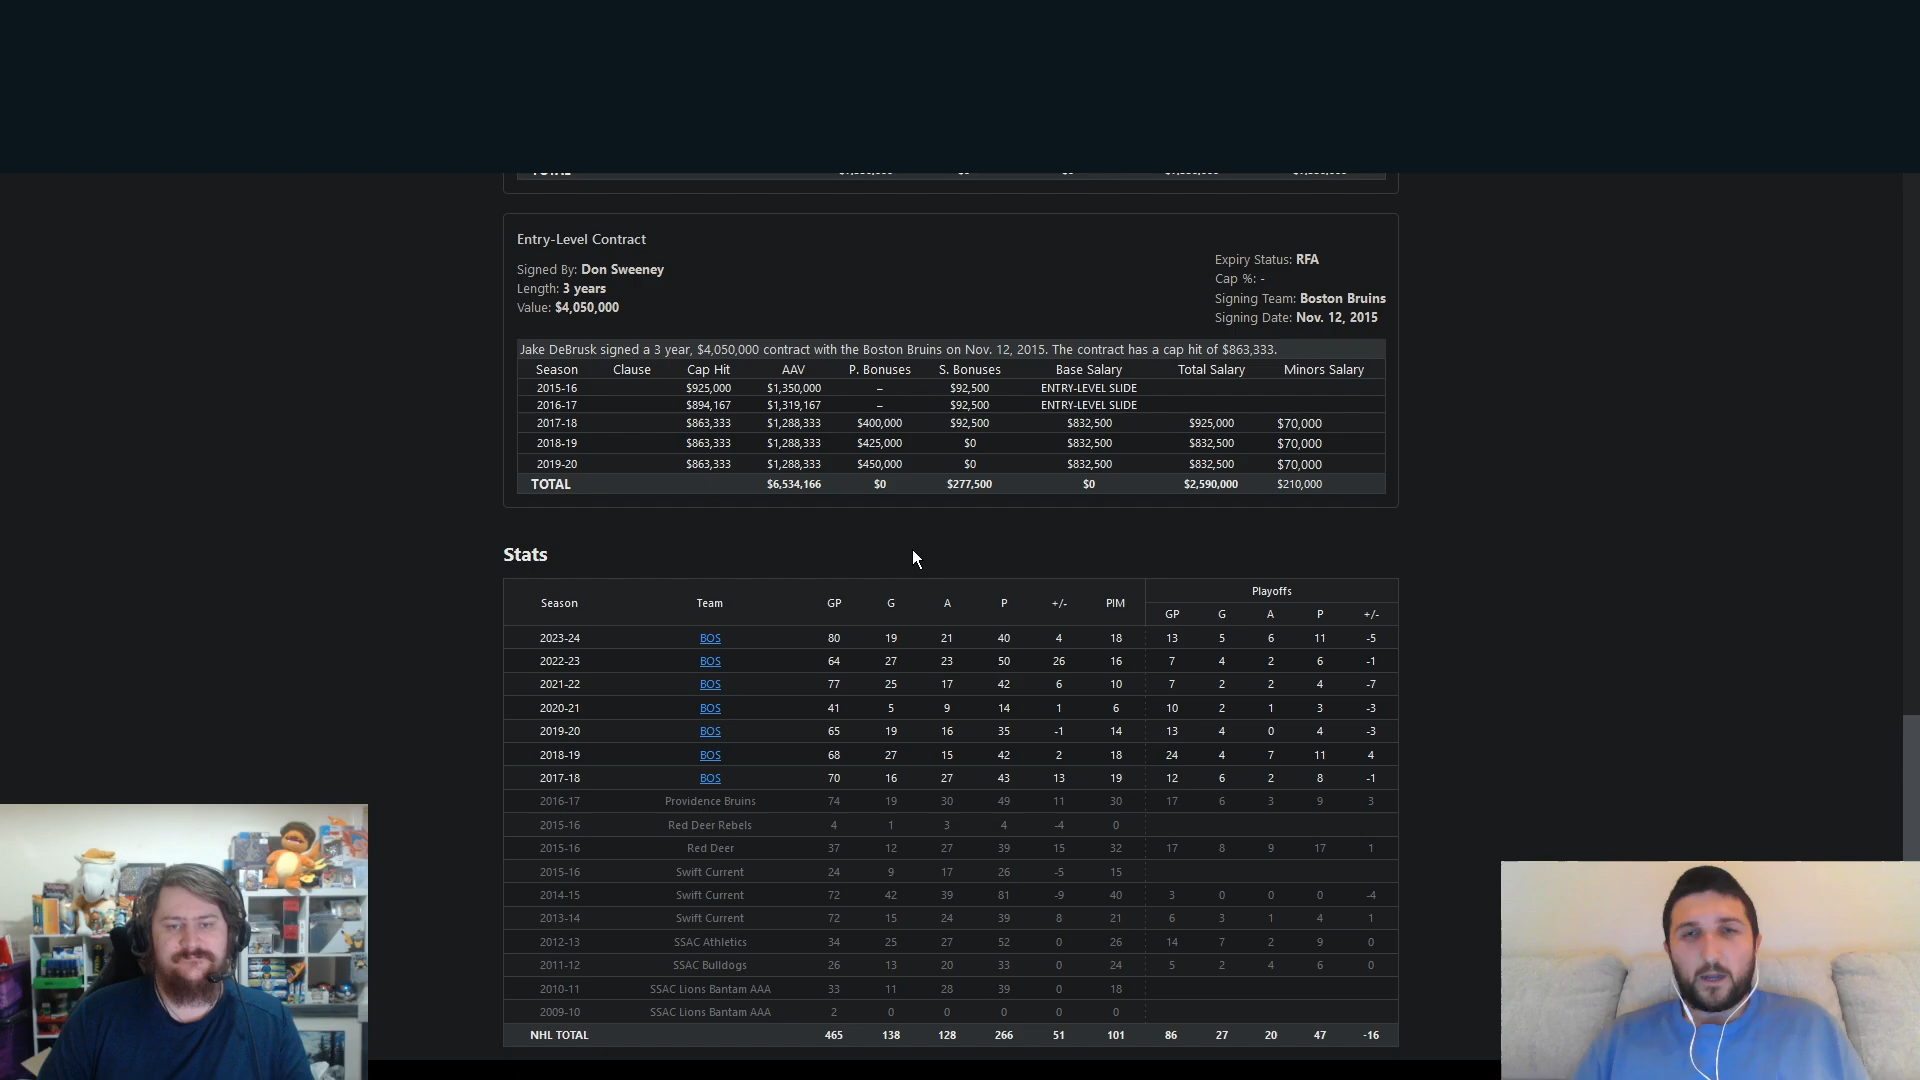 Entry-Level Contract
Signed By: Don Sweeney
Length: 3 years
Value: $4,050,000
Expiry Status: RFA
Cap %: -
Signing Team: Boston Bruins
Signing Date: Nov. 12, 2015
Jake DeBrusk signed a 3 year, $4,050,000 contract with the Boston Bruins on Nov. 12, 2015. The contract has a cap hit of $863,333.
Season Clause Cap Hit AAV P. Bonuses S. Bonuses Base Salary Total Salary Minors Salary
2015-16 $925,000 $1,350,000 – $92,500 ENTRY-LEVEL SLIDE
2016-17 $894,167 $1,319,167 – $92,500 ENTRY-LEVEL SLIDE
2017-18 $863,333 $1,288,333 $400,000 $92,500 $832,500 $925,000 $70,000
2018-19 $863,333 $1,288,333 $425,000 $0 $832,500 $832,500 $70,000
2019-20 $863,333 $1,288,333 $450,000 $0 $832,500 $832,500 $70,000
TOTAL $6,534,166 $0 $277,500 $0 $2,590,000 $210,000
Stats
Playoffs
Season Team GP G A P +/- PIM GP G A P +/-
2023-24 BOS 80 19 21 40 4 18 13 5 6 11 -5
2022-23 BOS 64 27 23 50 26 16 7 4 2 6 -1
2021-22 BOS 77 25 17 42 6 10 7 2 2 4 -7
2020-21 BOS 41 5 9 14 1 6 10 2 1 3 -3
2019-20 BOS 65 19 16 35 -1 14 13 4 0 4 -3
2018-19 BOS 68 27 15 42 2 18 24 4 7 11 4
2017-18 BOS 70 16 27 43 13 19 12 6 2 8 -1
2016-17 Providence Bruins 74 19 30 49 11 30 17 6 3 9 3
2015-16 Red Deer Rebels 4 1 3 4 -4 0
2015-16 Red Deer 37 12 27 39 15 32 17 8 9 17 1
2015-16 Swift Current 24 9 17 26 -5 15
2014-15 Swift Current 72 42 39 81 -9 40 3 0 0 0 -4
2013-14 Swift Current 72 15 24 39 8 21 6 3 1 4 1
2012-13 SSAC Athletics 34 25 27 52 0 26 14 7 2 9 0
2011-12 SSAC Bulldogs 26 13 20 33 0 24 5 2 4 6 0
2010-11 SSAC Lions Bantam AAA 33 11 28 39 0 18
2009-10 SSAC Lions Bantam AAA 2 0 0 0 0 0
NHL TOTAL 465 138 128 266 51 101 86 27 20 47 -16